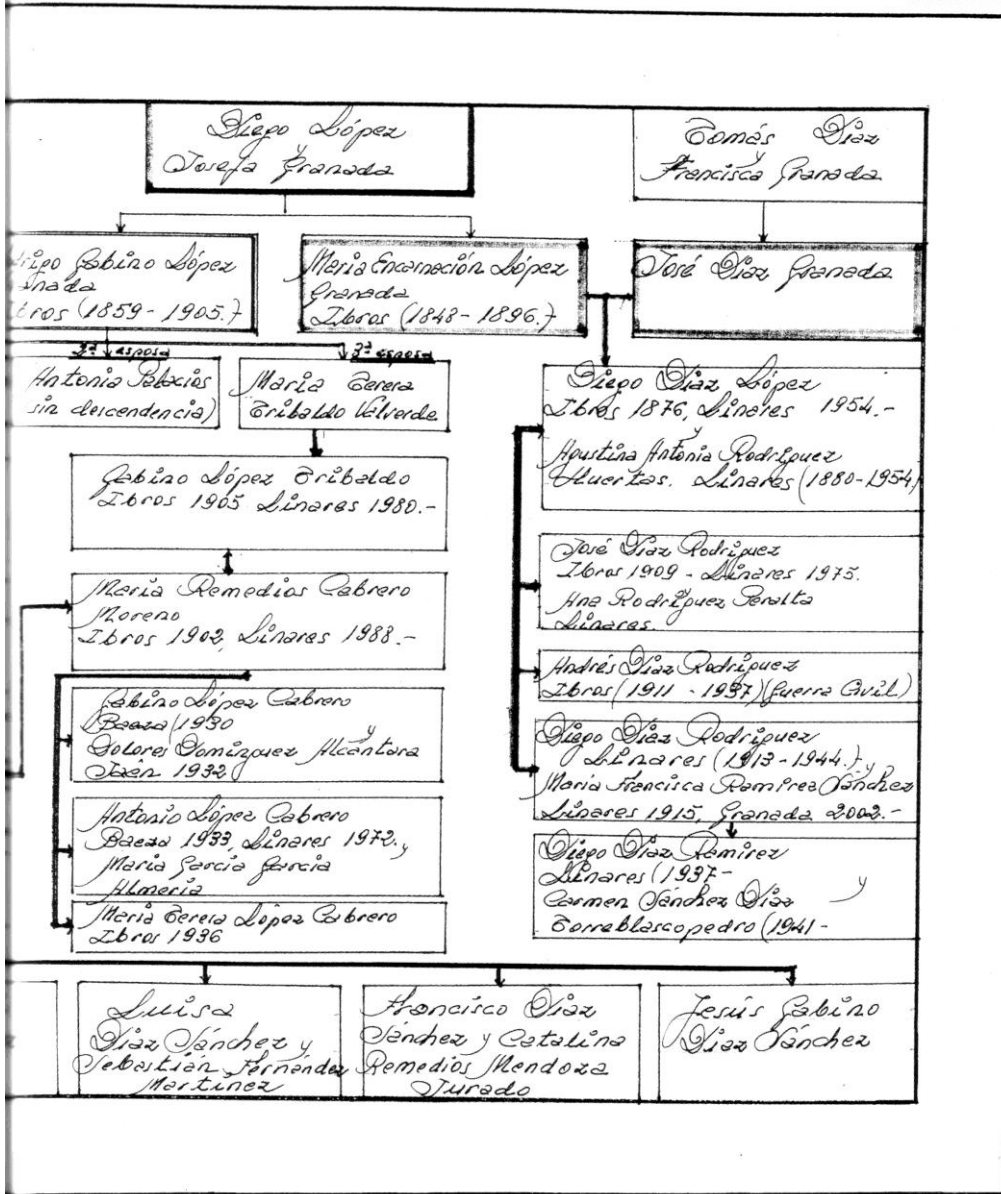 Diego López
y
Josefa Granada
Tomás Díaz
y
Francisca Granada
Gabino López
Ibros (1859-1905.†)
María Encarnación López
Granada
Ibros (1848-1896.†)
José Díaz Granada
3ª esposa
Antonia Palacios
sin descendencia)
3ª esposa
María Teresa
Tribaldo Valverde
Diego Díaz López
Ibros 1876, Linares 1954.-
y
Agustina Antonia Rodríguez
Huertas. Linares (1880-1954)
Gabino López Tribaldo
Ibros 1905 Linares 1980.-
José Díaz Rodríguez
Ibros 1909 - Linares 1975.
y
Ana Rodríguez Peralta
Linares.
María Remedios Cabrero
Moreno
Ibros 1902, Linares 1988.-
Andrés Díaz Rodríguez
Ibros (1911 - 1937) (Guerra Civil)
Gabino López Cabrero
Baeza (1930
y
Dolores Domínguez Alcántara
Jaén 1932
Diego Díaz Rodríguez
Linares (1913-1944.†) y
María Francisca Ramírez Sánchez
Linares 1915, Granada 2002.-
Antonio López Cabrero
Baeza 1933, Linares 1972. y
María García García
Almería
Diego Díaz Ramírez
Linares (1937-
y
Carmen Sánchez Díaz
Torreblascopedro (1941-
María Teresa López Cabrero
Ibros 1936
Luisa
Díaz Sánchez y
Sebastián Fernández
Martínez
Francisco Díaz
Sánchez y Catalina
Remedios Mendoza
Jurado
Jesús Gabino
Díaz Sánchez